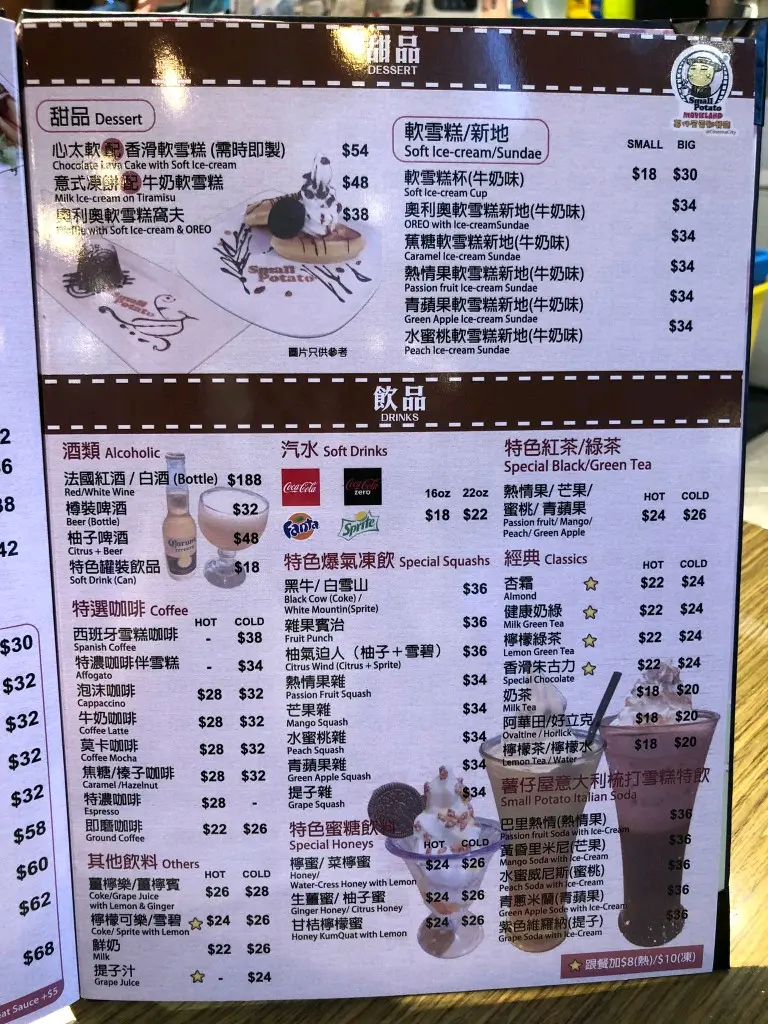 甜品
DESSERT
Small
Potato
MOVIELAND
甜品 Dessert
心太軟配香滑軟雪糕 (需時即製) $54
Chocolate Lava Cake with Soft Ice-cream
意式凍餅配牛奶軟雪糕 $48
Milk Ice-cream on Tiramisu
奧利奧軟雪糕窩夫 $38
Waffle with Soft Ice-cream & OREO
Small
Potato
圖片只供參考
軟雪糕/新地 SMALL BIG
Soft Ice-cream/Sundae
軟雪糕杯(牛奶味) $18 $30
Soft Ice-cream Cup
奧利奧軟雪糕新地(牛奶味) $34
OREO with Ice-creamSundae
蕉糖軟雪糕新地(牛奶味) $34
Caramel Ice-cream Sundae
熱情果軟雪糕新地(牛奶味) $34
Passion fruit Ice-cream Sundae
青蘋果軟雪糕新地(牛奶味) $34
Green Apple Ice-cream Sundae
水蜜桃軟雪糕新地(牛奶味) $34
Peach Ice-cream Sundae
飲品
DRINKS
酒類 Alcoholic
法國紅酒 / 白酒 (Bottle) $188
Red/White Wine
樽裝啤酒 $32
Beer (Bottle)
柚子啤酒 $48
Citrus + Beer
特色罐裝飲品 $18
Soft Drink (Can)
Corona
特選咖啡 Coffee HOT COLD
西班牙雪糕咖啡 - $38
Spanish Coffee
特濃咖啡伴雪糕 - $34
Affogato
泡沫咖啡 $28 $32
Cappaccino
牛奶咖啡 $28 $32
Coffee Latte
莫卡咖啡 $28 $32
Coffee Mocha
焦糖/榛子咖啡 $28 $32
Caramel /Hazelnut
特濃咖啡 $28 -
Espresso
即磨咖啡 $22 $26
Ground Coffee
其他飲料 Others HOT COLD
薑檸樂/薑檸賓 $26 $28
Coke/Grape Juice
with Lemon & Ginger
檸檬可樂/雪碧 $24 $26
Coke/ Sprite with Lemon
鮮奶 $22 $26
Milk
提子汁 - $24
Grape Juice
汽水 Soft Drinks
Coca-Cola
Coca-Cola
zero
Fanta
Sprite
16oz 22oz
$18 $22
特色爆氣凍飲 Special Squashs
黑牛/ 白雪山 $36
Black Cow (Coke) /
White Mountin(Sprite)
雜果賓治 $36
Fruit Punch
柚氣迫人（柚子＋雪碧） $36
Citrus Wind (Citrus + Sprite)
熱情果雜 $34
Passion Fruit Squash
芒果雜 $34
Mango Squash
水蜜桃雜 $34
Peach Squash
青蘋果雜 $34
Green Apple Squash
提子雜 $34
Grape Squash
特色蜜糖飲料
Special Honeys HOT COLD
檸蜜/ 菜檸蜜 $24 $26
Honey/
Water-Cress Honey with Lemon
生薑蜜/ 柚子蜜 $24 $26
Ginger Honey/ Citrus Honey
甘桔檸檬蜜 $24 $26
Honey KumQuat with Lemon
特色紅茶/綠茶
Special Black/Green Tea
熱情果/ 芒果/ HOT COLD
蜜桃/ 青蘋果 $24 $26
Passion fruit/ Mango/
Peach/ Green Apple
經典 Classics HOT COLD
杏霜 $22 $24
Almond
健康奶綠 $22 $24
Milk Green Tea
檸檬綠茶 $22 $24
Lemon Green Tea
香滑朱古力 $22 $24
Special Chocolate
奶茶 $18 $20
Milk Tea
阿華田/好立克 $18 $20
Ovaltine / Horlick
檸檬茶/檸檬水 $18 $20
Lemon Tea / Water
薯仔屋意大利梳打雪糕特飲
Small Potato Italian Soda
巴里熱情(熱情果) $36
Passion fruit Soda with Ice-Cream
黃昏里米尼(芒果) $36
Mango Soda with Ice-Cream
水蜜威尼斯(蜜桃) $36
Peach Soda with Ice-Cream
青蔥米蘭(青蘋果) $36
Green Apple Sode with Ice-Cream
紫色維羅納(提子) $36
Grape Soda with Ice-Cream
跟餐加$8(熱)/$10(凍)
$30
$32
$32
$32
$32
$58
$60
$62
$68
Sauce +$5